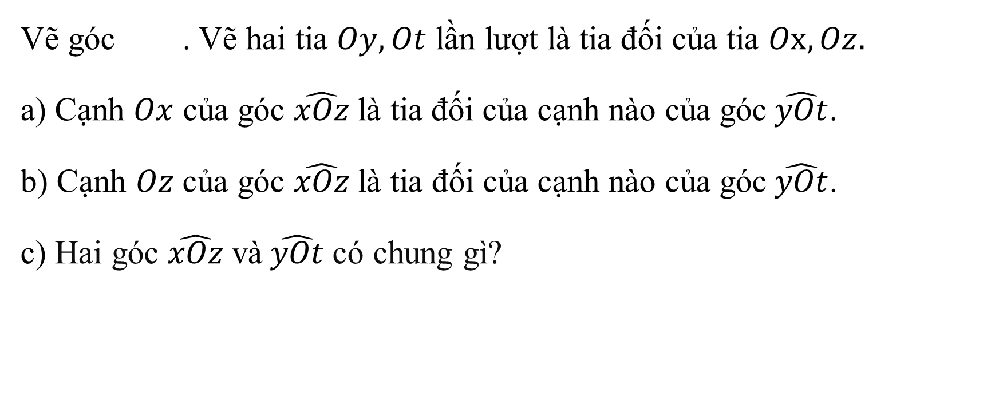 Vẽ góc . Vẽ hai tia Oy, Ot lần lượt là tia đối của tia Ox, Oz.
a) Cạnh Ox của góc \widehat{xOz} là tia đối của cạnh nào của góc \widehat{yOt}.
b) Cạnh Oz của góc \widehat{xOz} là tia đối của cạnh nào của góc \widehat{yOt}.
c) Hai góc \widehat{xOz} và \widehat{yOt} có chung gì?